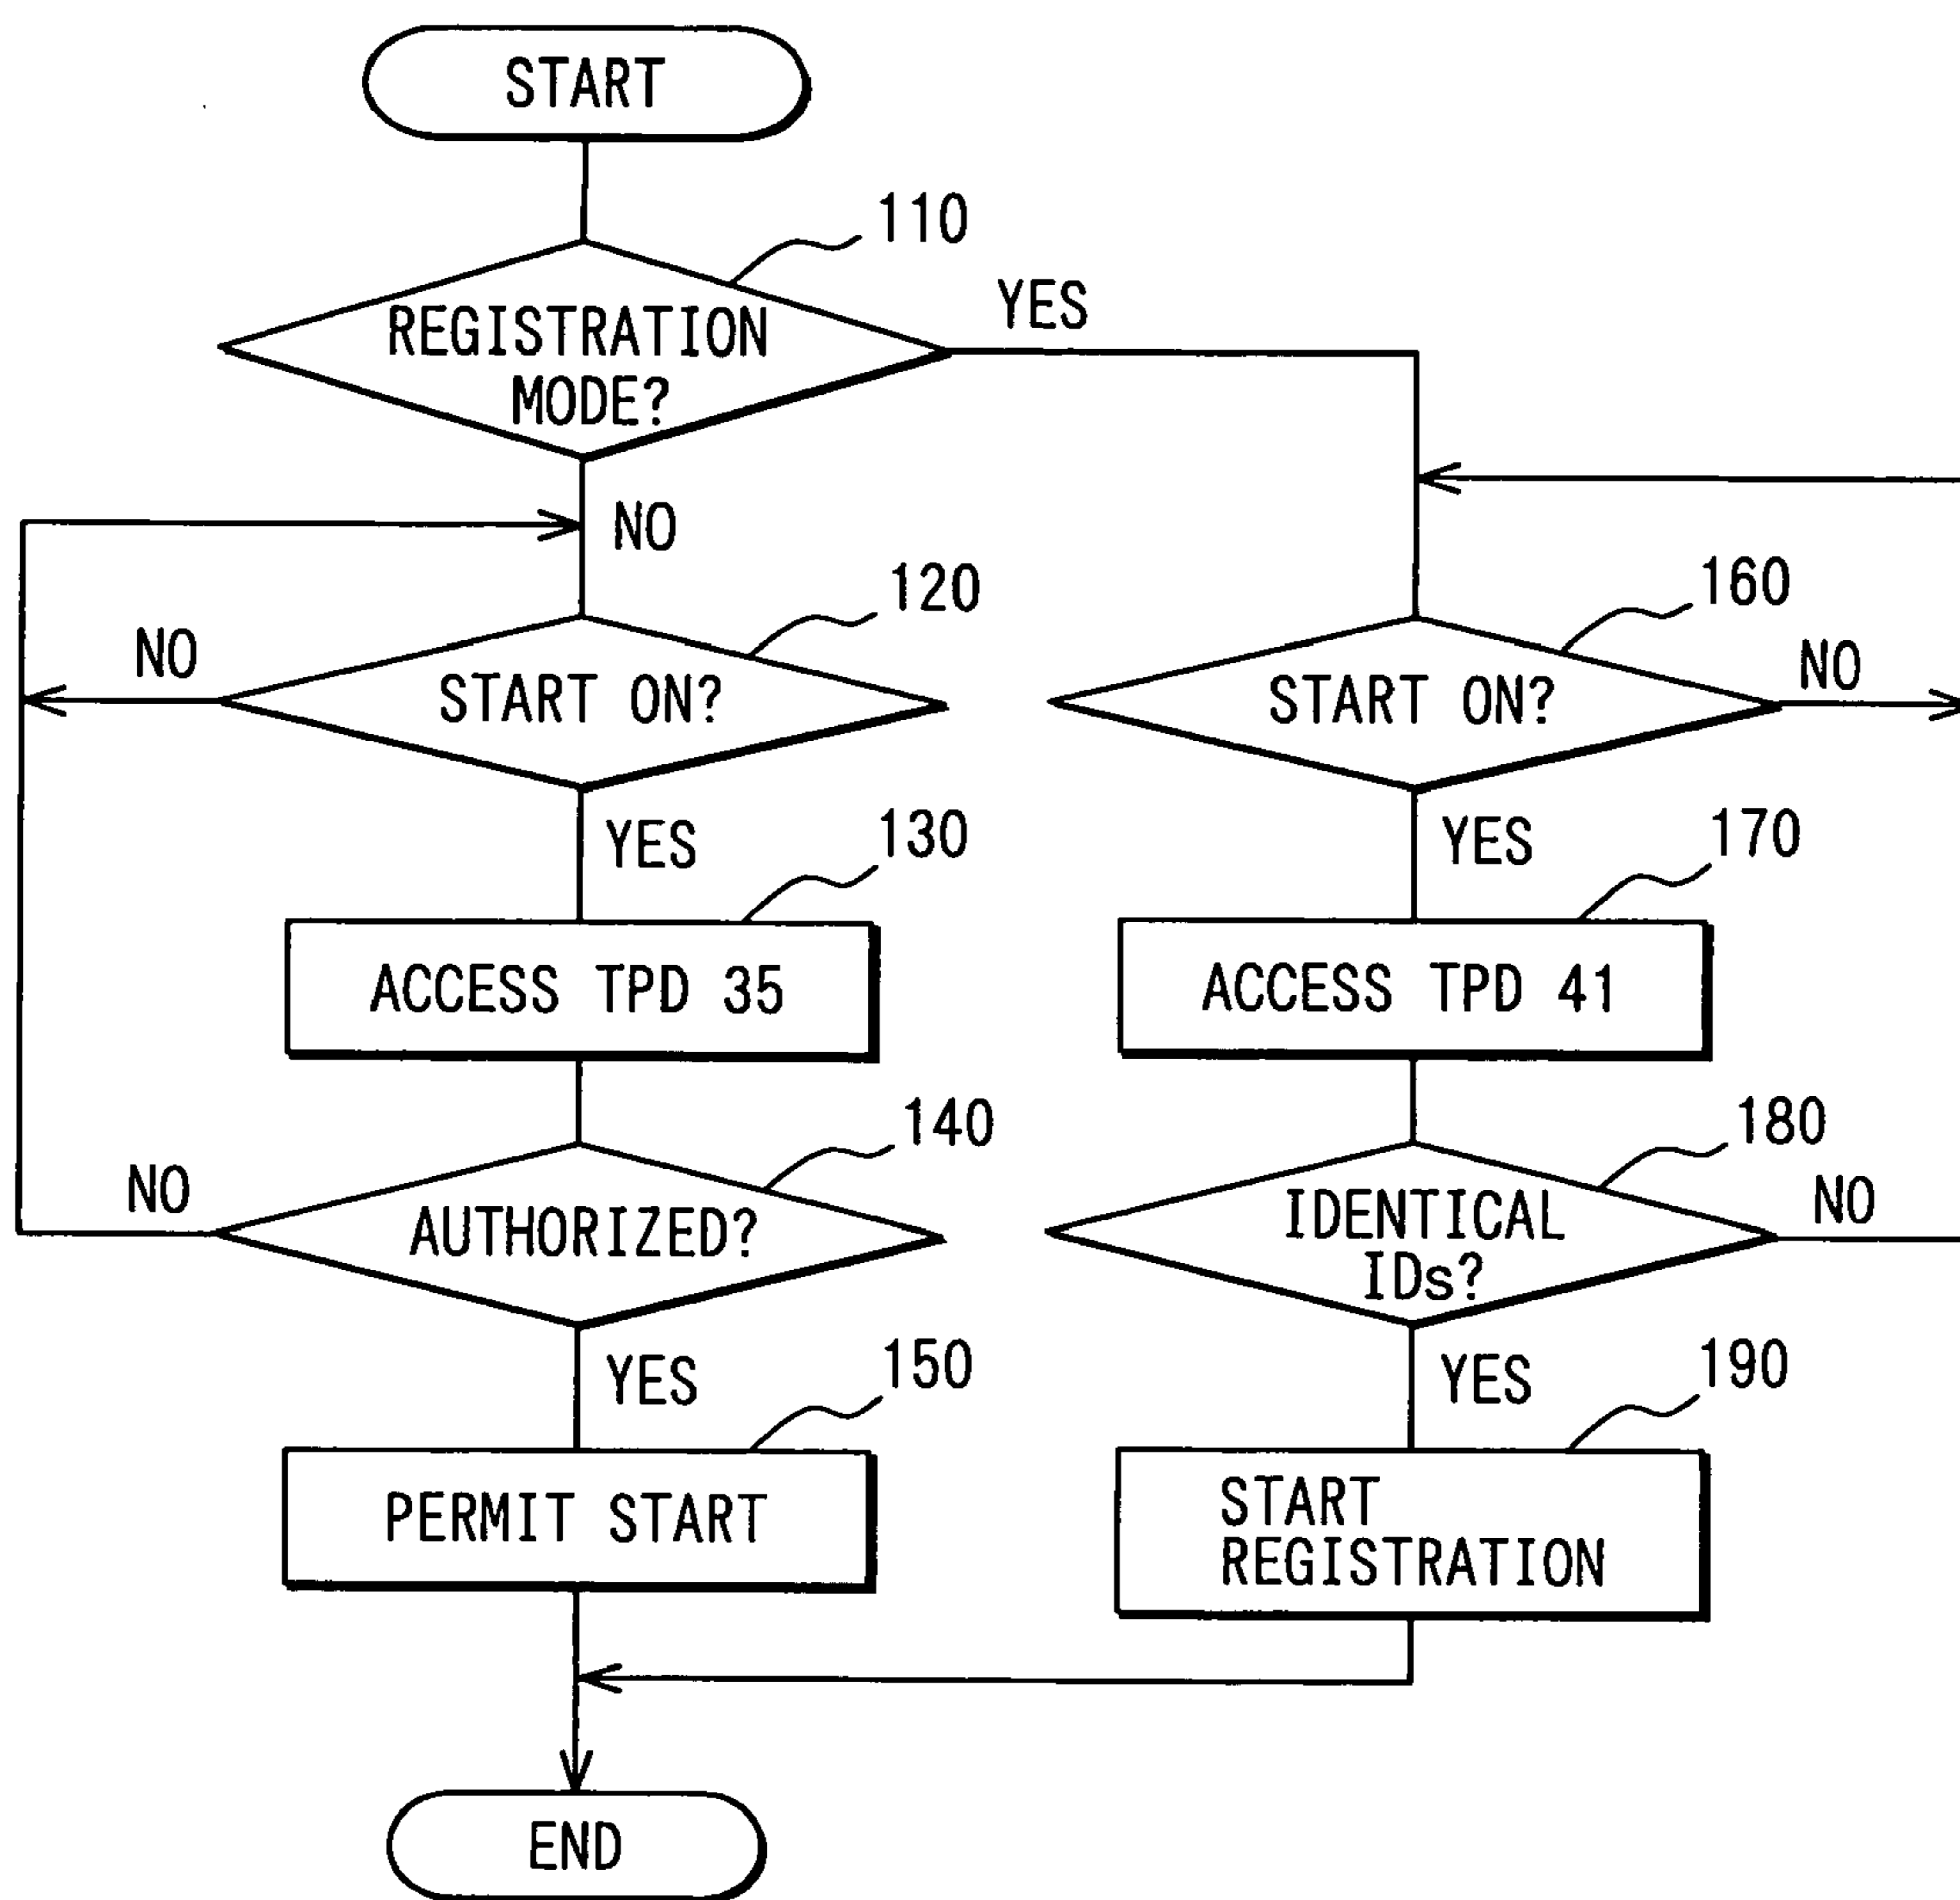 START
110
REGISTRATION
MODE?
YES
NO
120
START ON?
NO
YES
130
ACCESS TPD 35
140
AUTHORIZED?
NO
YES
150
PERMIT START
160
START ON?
NO
YES
170
ACCESS TPD 41
180
IDENTICAL
IDs?
NO
YES
190
START
REGISTRATION
END